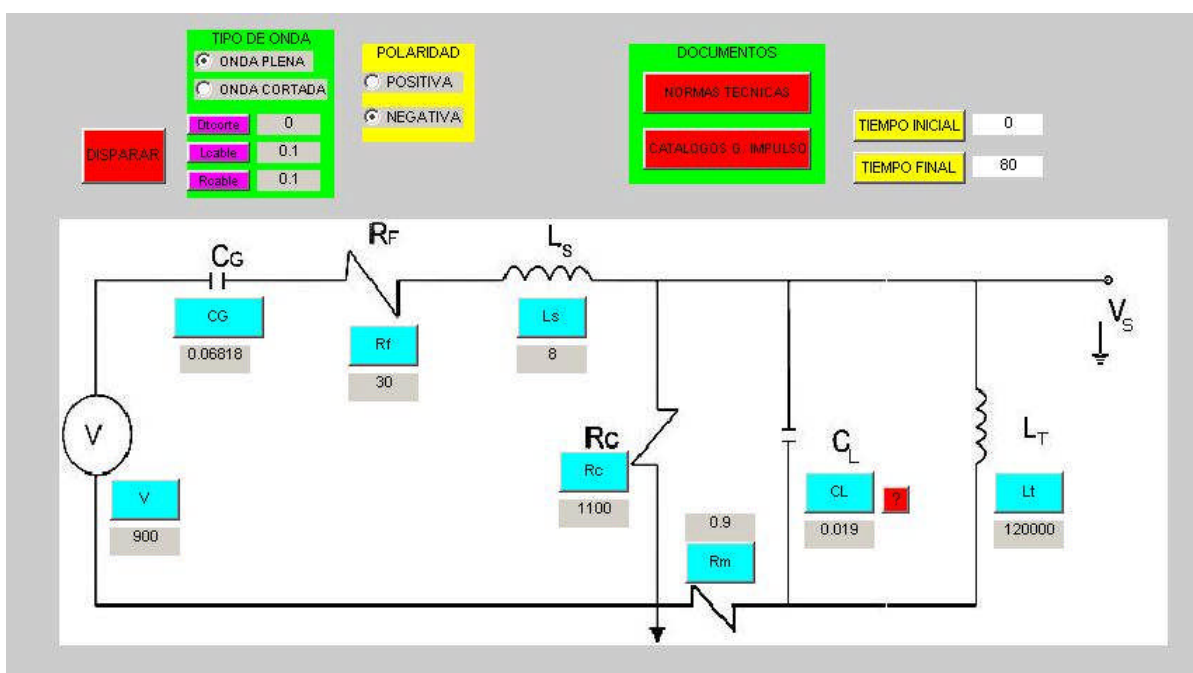 TIPO DE ONDA
ONDA PLENA
ONDA CORTADA
Dtcorte 0
Lcable 0.1
Rcable 0.1
DISPARAR
POLARIDAD
POSITIVA
NEGATIVA
DOCUMENTOS
NORMAS TECNICAS
CATALOGOS G. IMPULSO
TIEMPO INICIAL 0
TIEMPO FINAL 80
CG
CG
0.06818
RF
Rf
30
Ls
Ls
8
Vs
V
V
900
Rc
Rc
1100
0.9
Rm
CL
CL ?
0.019
LT
Lt
120000